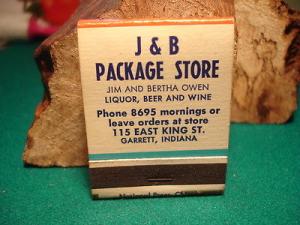 J & B
PACKAGE STORE
JIM AND BERTHA OWEN
LIQUOR, BEER AND WINE
Phone 8695 mornings or
leave orders at store
115 EAST KING ST.
GARRETT, INDIANA